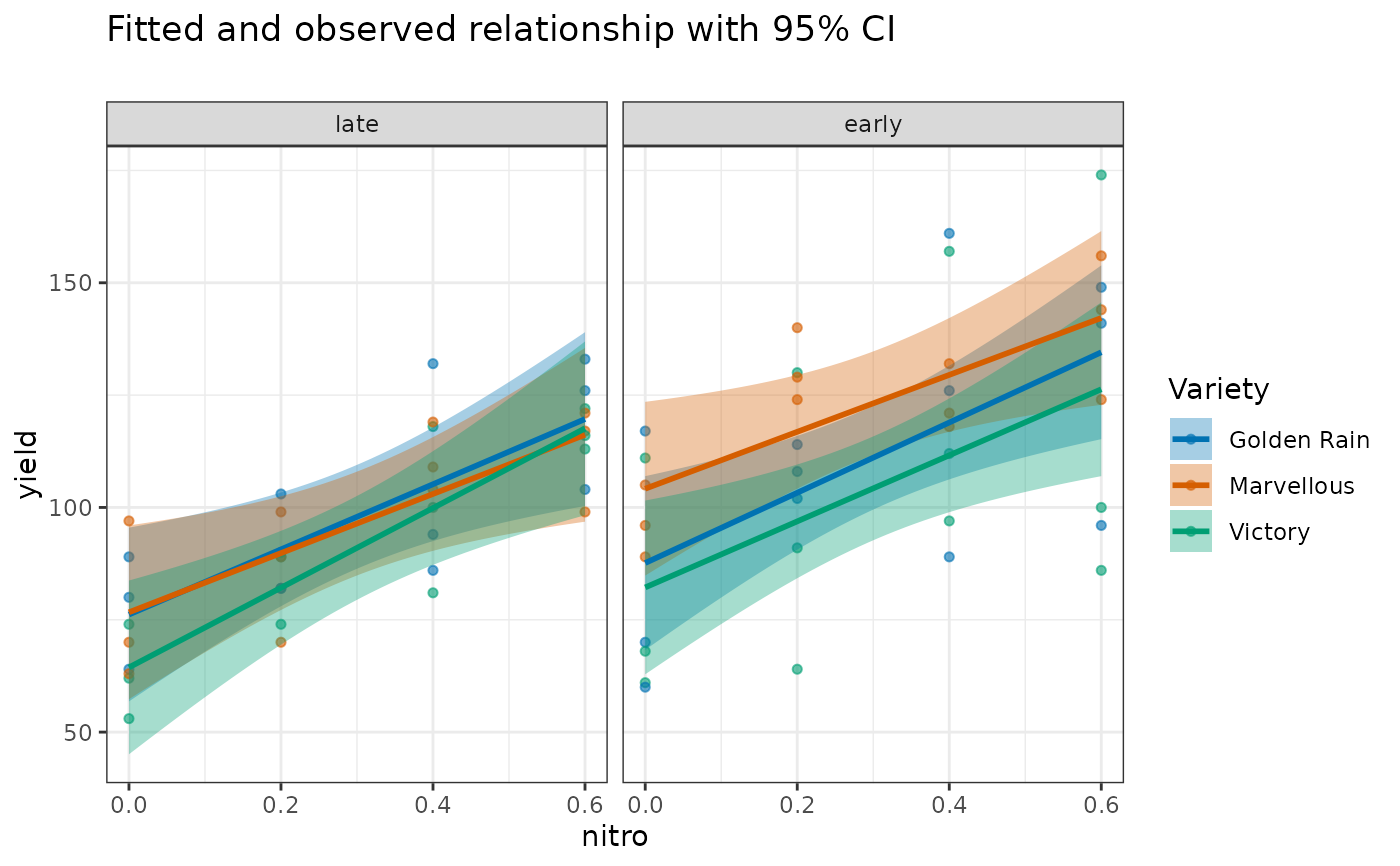 Fitted and observed relationship with 95% CI
late
early
yield
150
100
50
0.0 0.2 0.4 0.6
0.0 0.2 0.4 0.6
nitro
Variety
Golden Rain
Marvellous
Victory